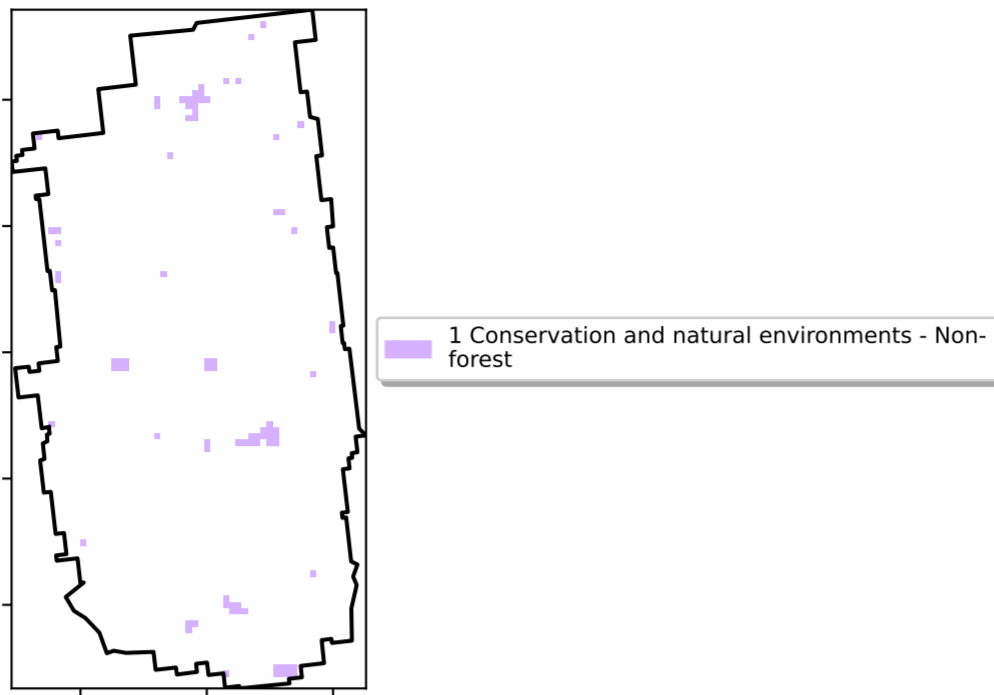 1 Conservation and natural environments - Non-
forest